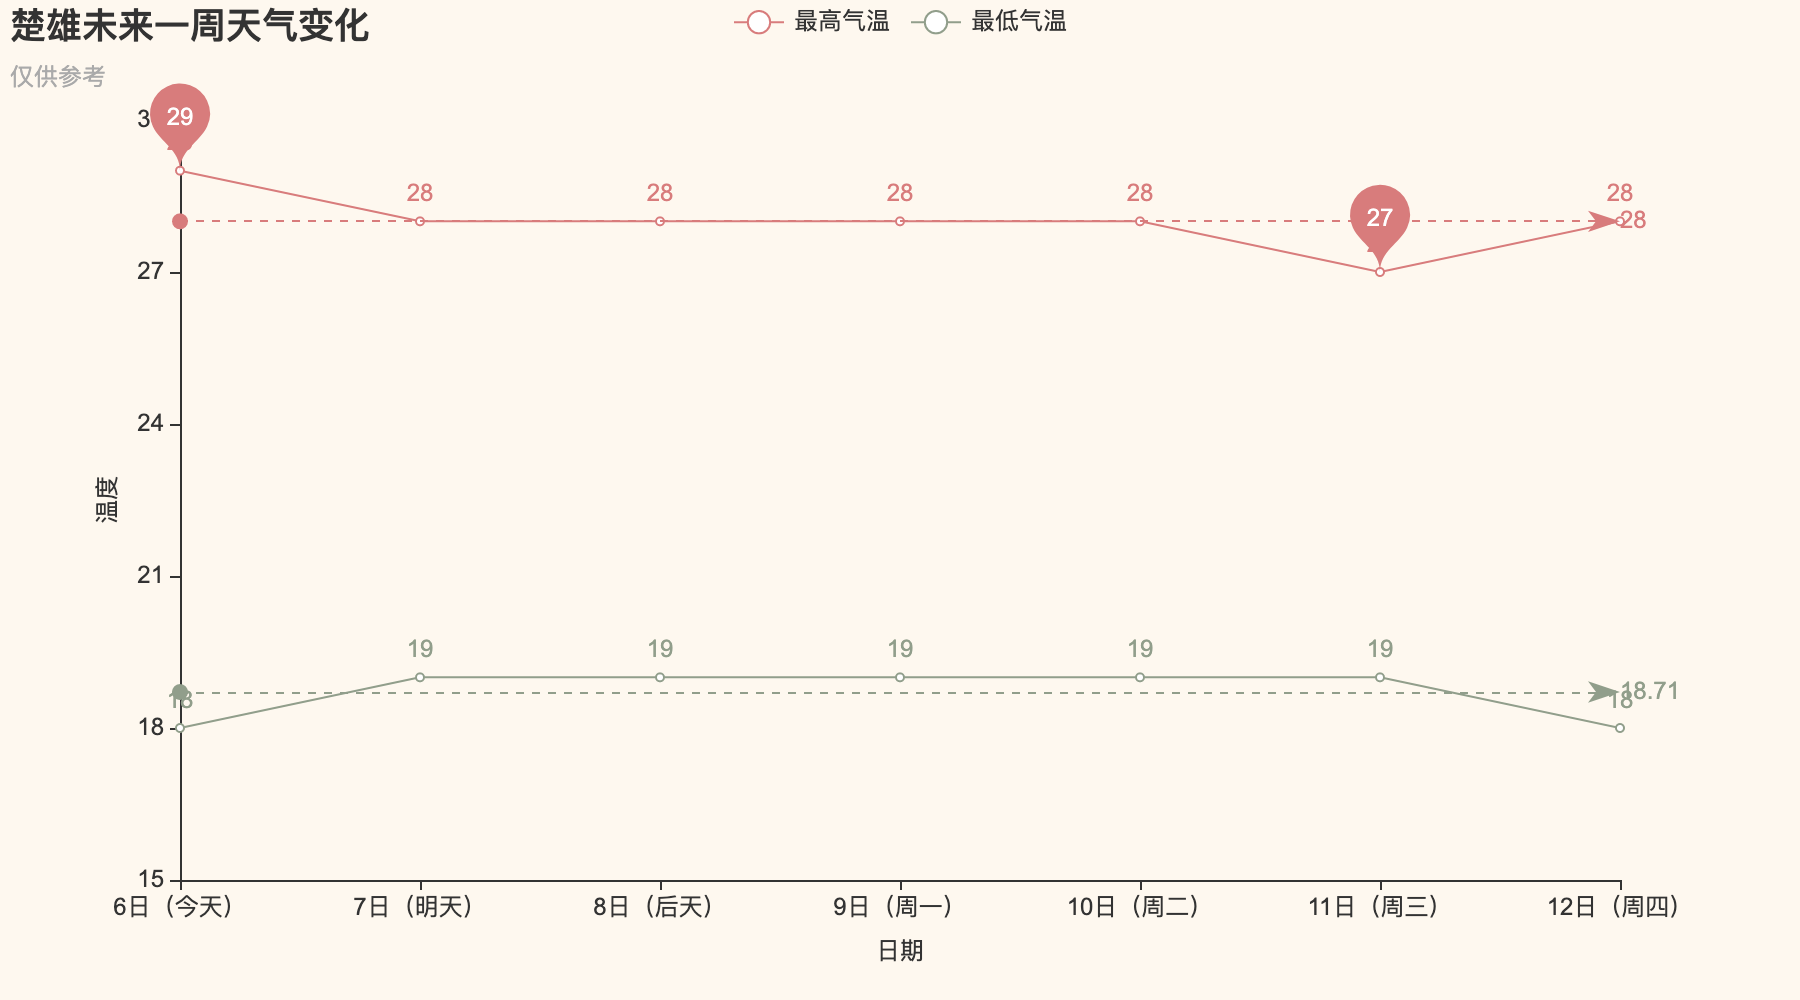 楚雄未来一周天气变化
最高气温 最低气温
仅供参考
29
28 28 28 28 27 28
28
27
24
温度
21
19 19 19 19 19
18 18.71
18
18
15
6日（今天） 7日（明天） 8日（后天） 9日（周一） 10日（周二） 11日（周三） 12日（周四）
日期